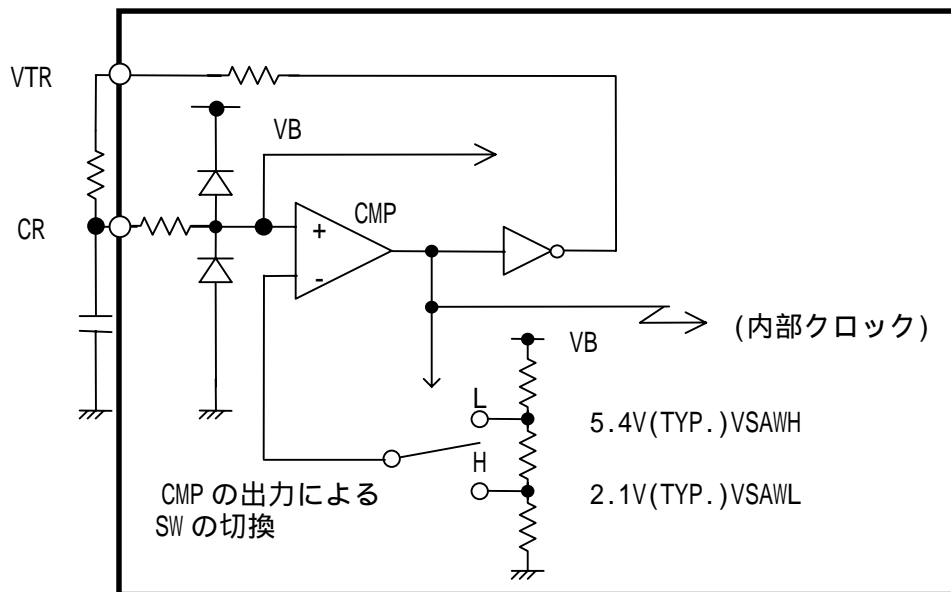 VTR
VB
CR
CMP
+
-
(内部クロック)
VB
L
5.4V(TYP.)VSAWH
H
2.1V(TYP.)VSAWL
CMP の出力による
SW の切換